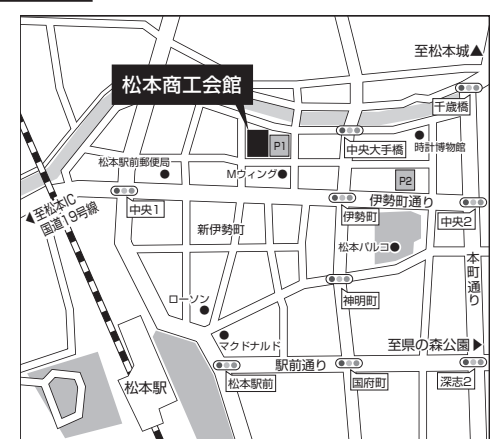 至松本城▲
松本商工会館
千歳橋
P1
中央大手橋
時計博物館
松本駅前郵便局
Mウィング
P2
伊勢町通り
◀至松本IC
国道19号線
中央1
伊勢町
中央2
新伊勢町
松本パルコ
本町通り
神明町
ローソン
マクドナルド
至県の森公園▶
駅前通り
松本駅
松本駅前
国府町
深志2